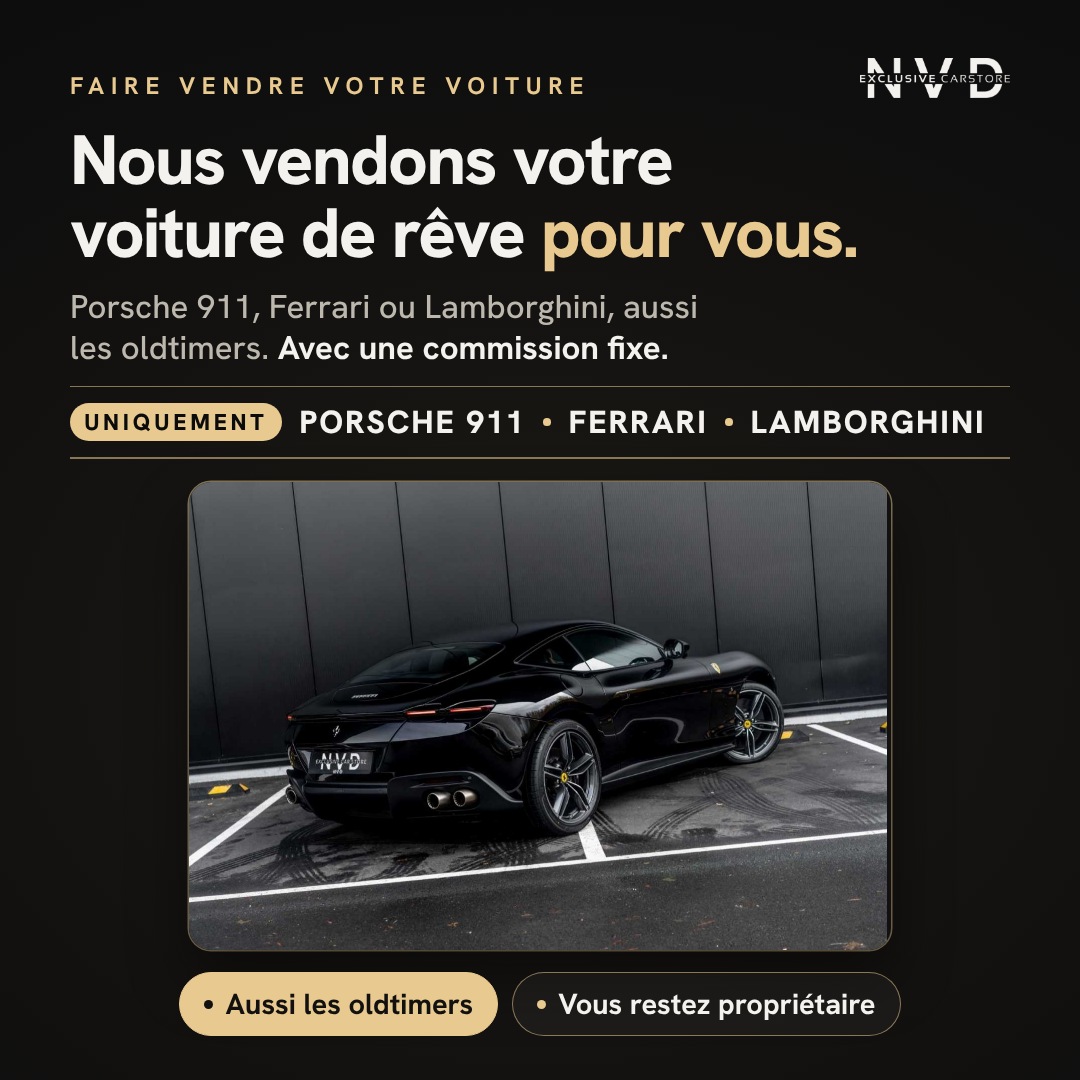 FAIRE VENDRE VOTRE VOITURE
NVD
EXCLUSIVE CARSTORE
Nous vendons votre
voiture de rêve pour vous.
Porsche 911, Ferrari ou Lamborghini, aussi
les oldtimers. Avec une commission fixe.
UNIQUEMENT PORSCHE 911 • FERRARI • LAMBORGHINI
NVD
• Aussi les oldtimers
• Vous restez propriétaire